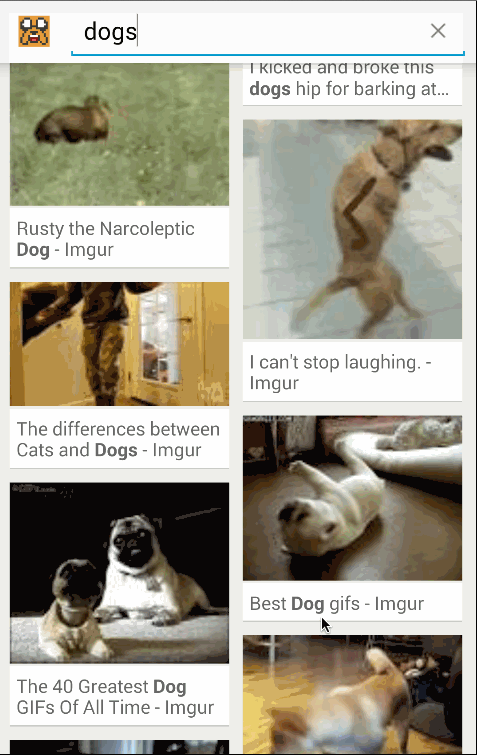 dogs
Rusty the Narcoleptic
Dog - Imgur
The differences between
Cats and Dogs - Imgur
The 40 Greatest Dog
GIFs Of All Time - Imgur
I kicked and broke this
dogs hip for barking at...
I can't stop laughing. -
Imgur
Best Dog gifs - Imgur